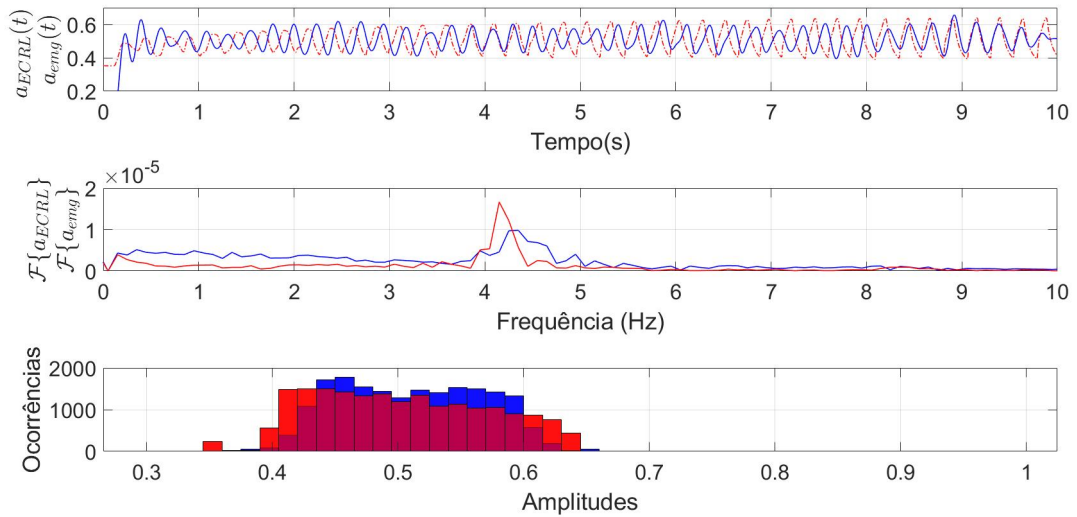 a_{ECRL}(t)
a_{emg}(t)
0.6
0.4
0.2
0 1 2 3 4 5 6 7 8 9 10
Tempo(s)
×10^{-5}
\mathcal{F}\{a_{ECRL}\}
\mathcal{F}\{a_{emg}\}
2
1
0
0 1 2 3 4 5 6 7 8 9 10
Frequência (Hz)
Ocorrências
2000
1000
0
0.3 0.4 0.5 0.6 0.7 0.8 0.9 1
Amplitudes